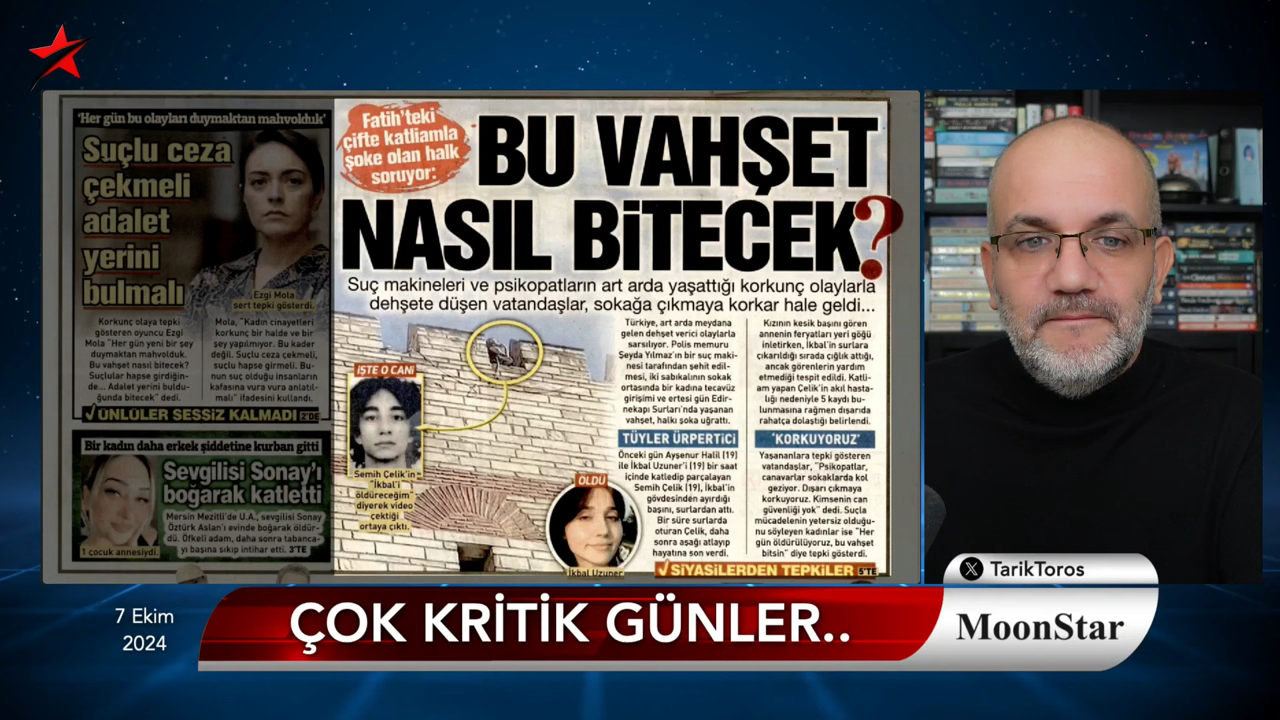 'Her gün bu olayları duymaktan mahvolduk'
Suçlu ceza
çekmeli
adalet
yerini
bulmalı
Ezgi Mola
sert tepki gösterdi.
Korkunç olaya tepki
gösteren oyuncu Ezgi
Mola "Her gün yeni bir şey
duymaktan mahvolduk.
Bu vahşet nasıl bitecek?
Suçlular hapse girdiğin-
de... Adalet yerini buldu-
ğunda bitecek" dedi.
Mola, "Kadın cinayetleri
korkunç bir halde ve bir
şey yapılmıyor. Bu kader
değil. Suçlu ceza çekmeli,
suçlu hapse girmeli. Bu-
nun suç olduğu insanların
kafasına vura vura anlatıl-
malı" ifadesini kullandı.
ÜNLÜLER SESSİZ KALMADI 2'DE
Bir kadın daha erkek şiddetine kurban gitti
Sevgilisi Sonay'ı
boğarak katletti
Mersin Mezitli'de U.A., sevgilisi Sonay
Öztürk Aslan'ı evinde boğarak öldür-
dü. Öfkeli adam, daha sonra tabanca-
yı başına sıkıp intihar etti. 3'TE
1 çocuk annesiydi.
Fatih'teki
çifte katliamla
şoke olan halk
soruyor:
BU VAHŞET
NASIL BİTECEK?
Suç makineleri ve psikopatların art arda yaşattığı korkunç olaylarla
dehşete düşen vatandaşlar, sokağa çıkmaya korkar hale geldi...
İŞTE O CANİ
Semih Çelik'in
"İkbal'i
öldüreceğim"
diyerek video
çektiği
ortaya çıktı.
ÖLDÜ
İkbal Uzuner
Türkiye, art arda meydana
gelen dehşet verici olaylarla
sarsılıyor. Polis memuru
Şeyda Yılmaz'ın bir suç maki-
nesi tarafından şehit edil-
mesi, iki sabıkalının sokak
ortasında bir kadına tecavüz
girişimi ve ertesi gün Edir-
nekapı Surları'nda yaşanan
vahşet, halkı şoka uğrattı.
TÜYLER ÜRPERTİCİ
Önceki gün Ayşenur Halil (19)
ile İkbal Uzuner'i (19) bir saat
içinde katledip parçalayan
Semih Çelik (19), İkbal'in
gövdesinden ayırdığı
başını, surlardan attı.
Bir süre surlarda
oturan Çelik, daha
sonra aşağı atlayıp
hayatına son verdi.
Kızının kesik başını gören
annenin feryatları yeri göğü
inletirken, İkbal'in surlara
çıkarıldığı sırada çığlık attığı,
ancak görenlerin yardım
etmediği tespit edildi. Katli-
am yapan Çelik'in akıl hasta-
lığı nedeniyle 5 kaydı bu-
lunmasına rağmen dışarıda
rahatça dolaştığı belirlendi.
'KORKUYORUZ'
Yaşananlara tepki gösteren
vatandaşlar, "Psikopatlar,
canavarlar sokaklarda kol
geziyor. Dışarı çıkmaya
korkuyoruz. Kimsenin can
güvenliği yok" dedi. Suçla
mücadelenin yetersiz olduğu-
nu söyleyen kadınlar ise "Her
gün öldürülüyoruz, bu vahşet
bitsin" diye tepki gösterdi.
SİYASİLERDEN TEPKİLER 5'TE
X TarikToros
7 Ekim
2024
ÇOK KRİTİK GÜNLER..
MoonStar